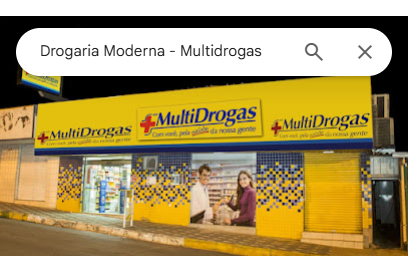 Drogaria Moderna - Multidrogas
MultiDrogas
Com você, pela saúde da nossa gente
MultiDrogas
Com você, pela saúde da nossa gente
MultiDrogas
Com você, pela saúde da nossa gente